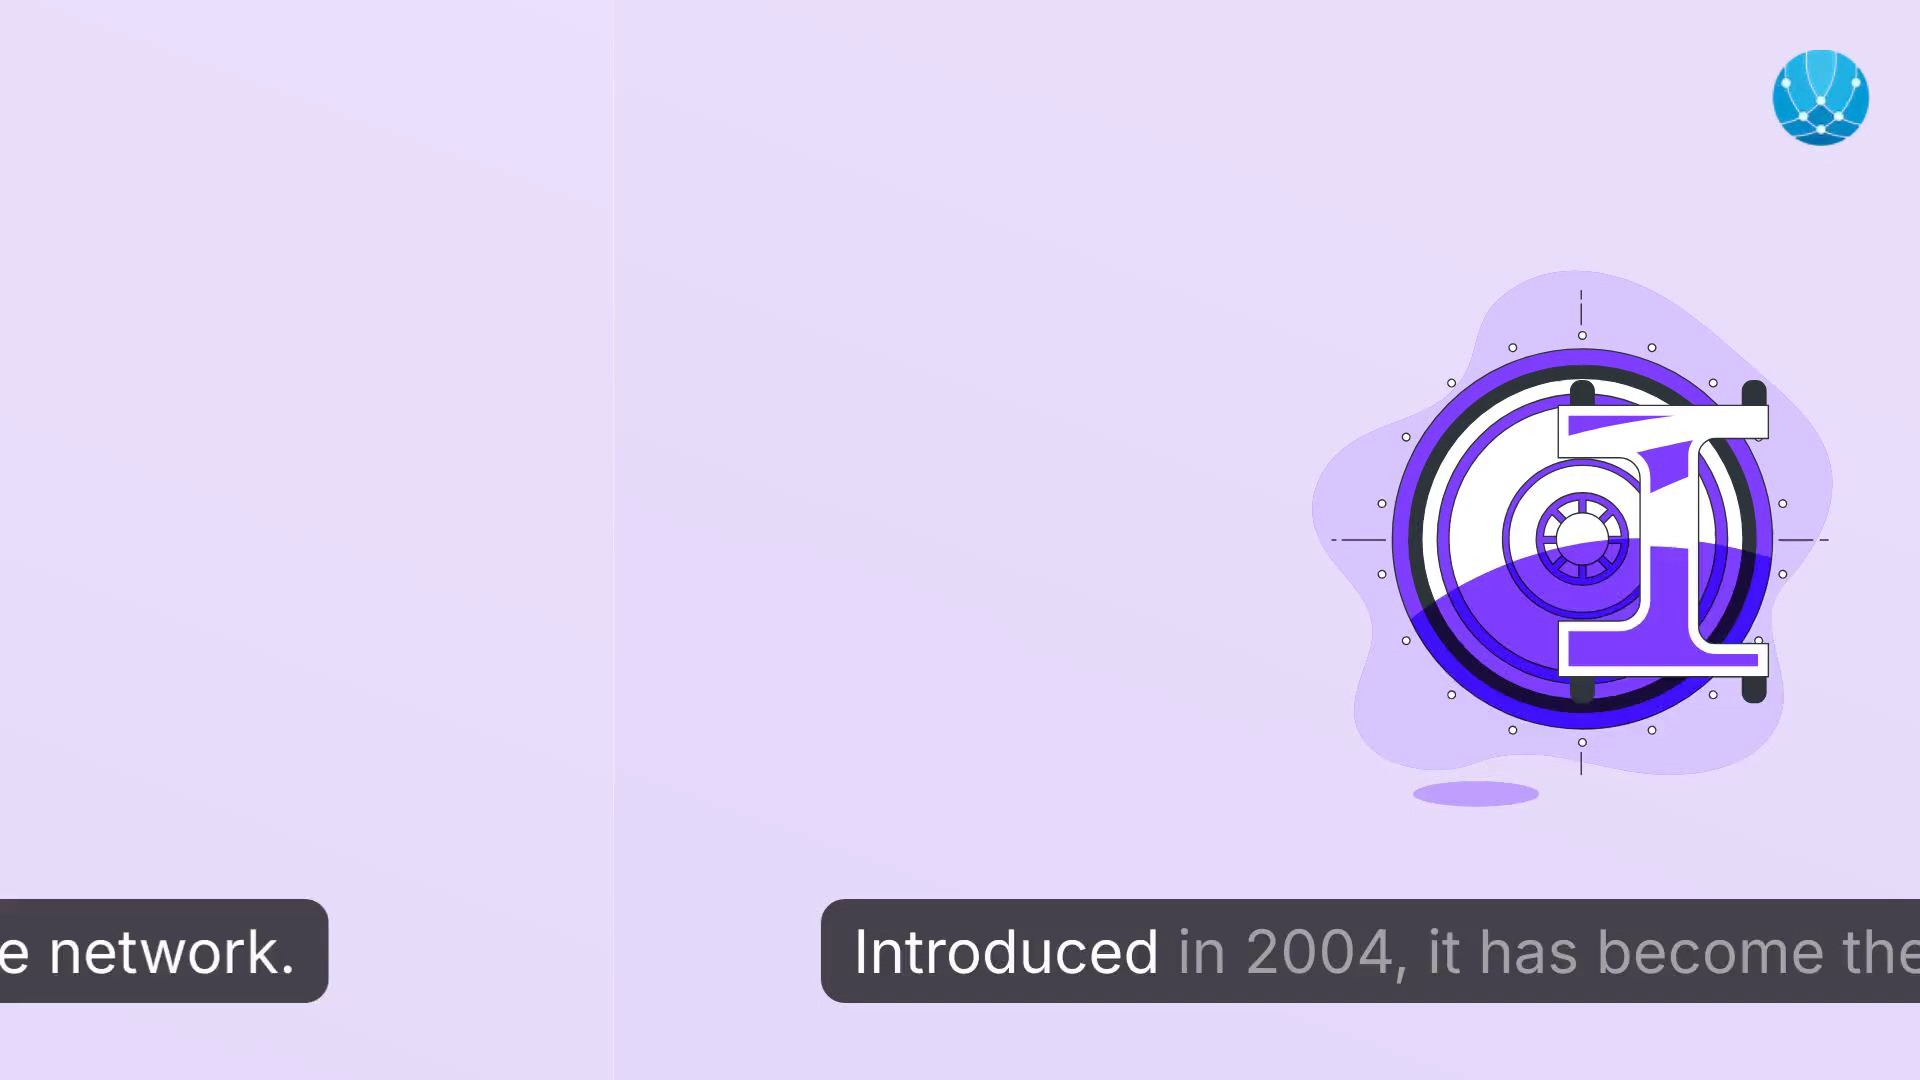 e network.
Introduced in 2004, it has become the